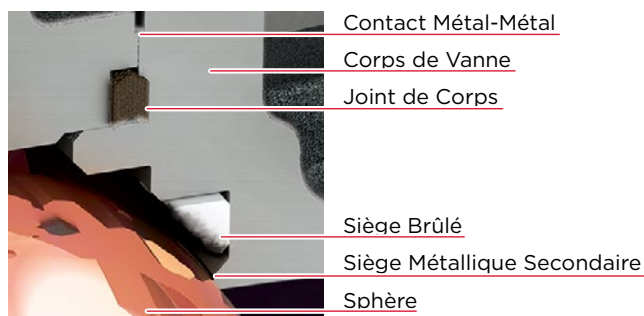 Contact Métal-Métal
Corps de Vanne
Joint de Corps
Siège Brûlé
Siège Métallique Secondaire
Sphère